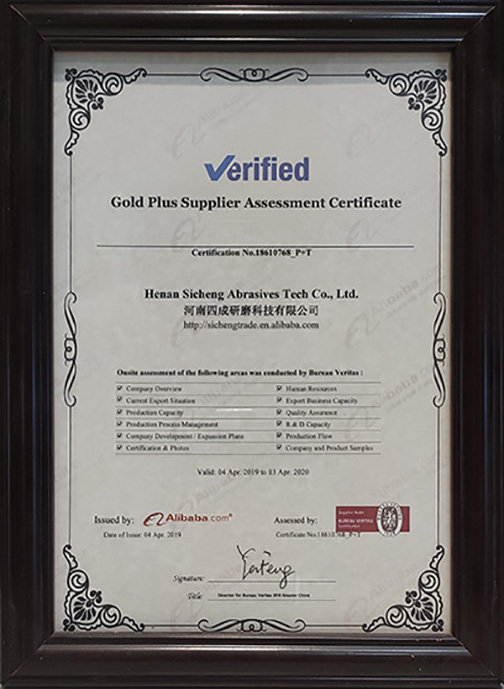 Verified
Gold Plus Supplier Assessment Certificate
Certification No.18610768_P+T
Henan Sicheng Abrasives Tech Co., Ltd.
河南四成研磨科技有限公司
http://sichengtrade.en.alibaba.com
Onsite assessment of the following areas was conducted by Bureau Veritas :
Company Overview Human Resources
Current Export Situation Export Business Capacity
Production Capacity Quality Assurance
Production Process Management R & D Capacity
Company Development / Expansion Plans Production Flow
Certification & Photos Company and Product Samples
Valid: 04 Apr. 2019 to 03 Apr. 2020
Issued by: Alibaba.com® Assessed by: Supplier Audit
BUREAU VERITAS
Certification
Date of Issue: 04 Apr. 2019 Certificate No.18610768_P+T
Signature:
Title: Director for Bureau Veritas Greater China